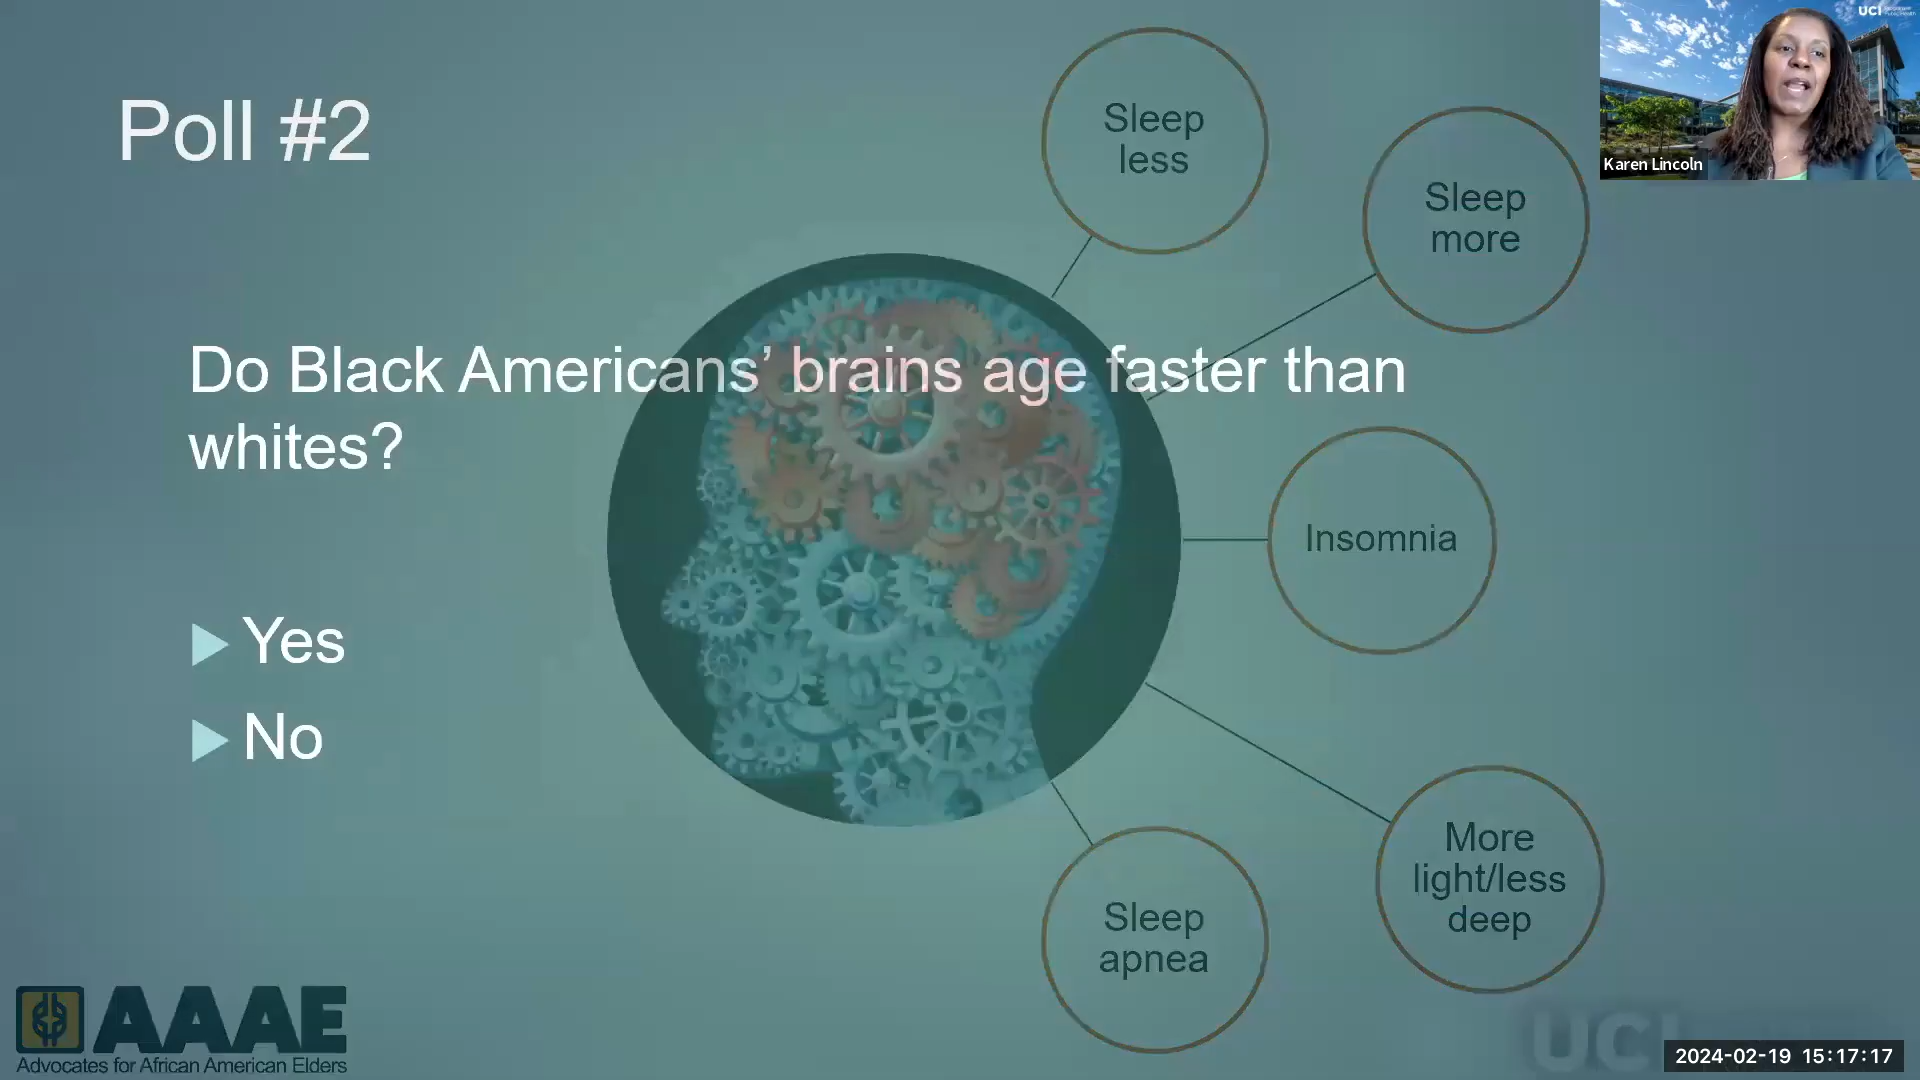 Poll #2
Do Black Americans’ brains age faster than
whites?
Yes
No
Sleep
less
Sleep
more
Insomnia
More
light/less
deep
Sleep
apnea
UCI
Karen Lincoln
AAAE
Advocates for African American Elders
UCI
2024-02-19 15:17:17